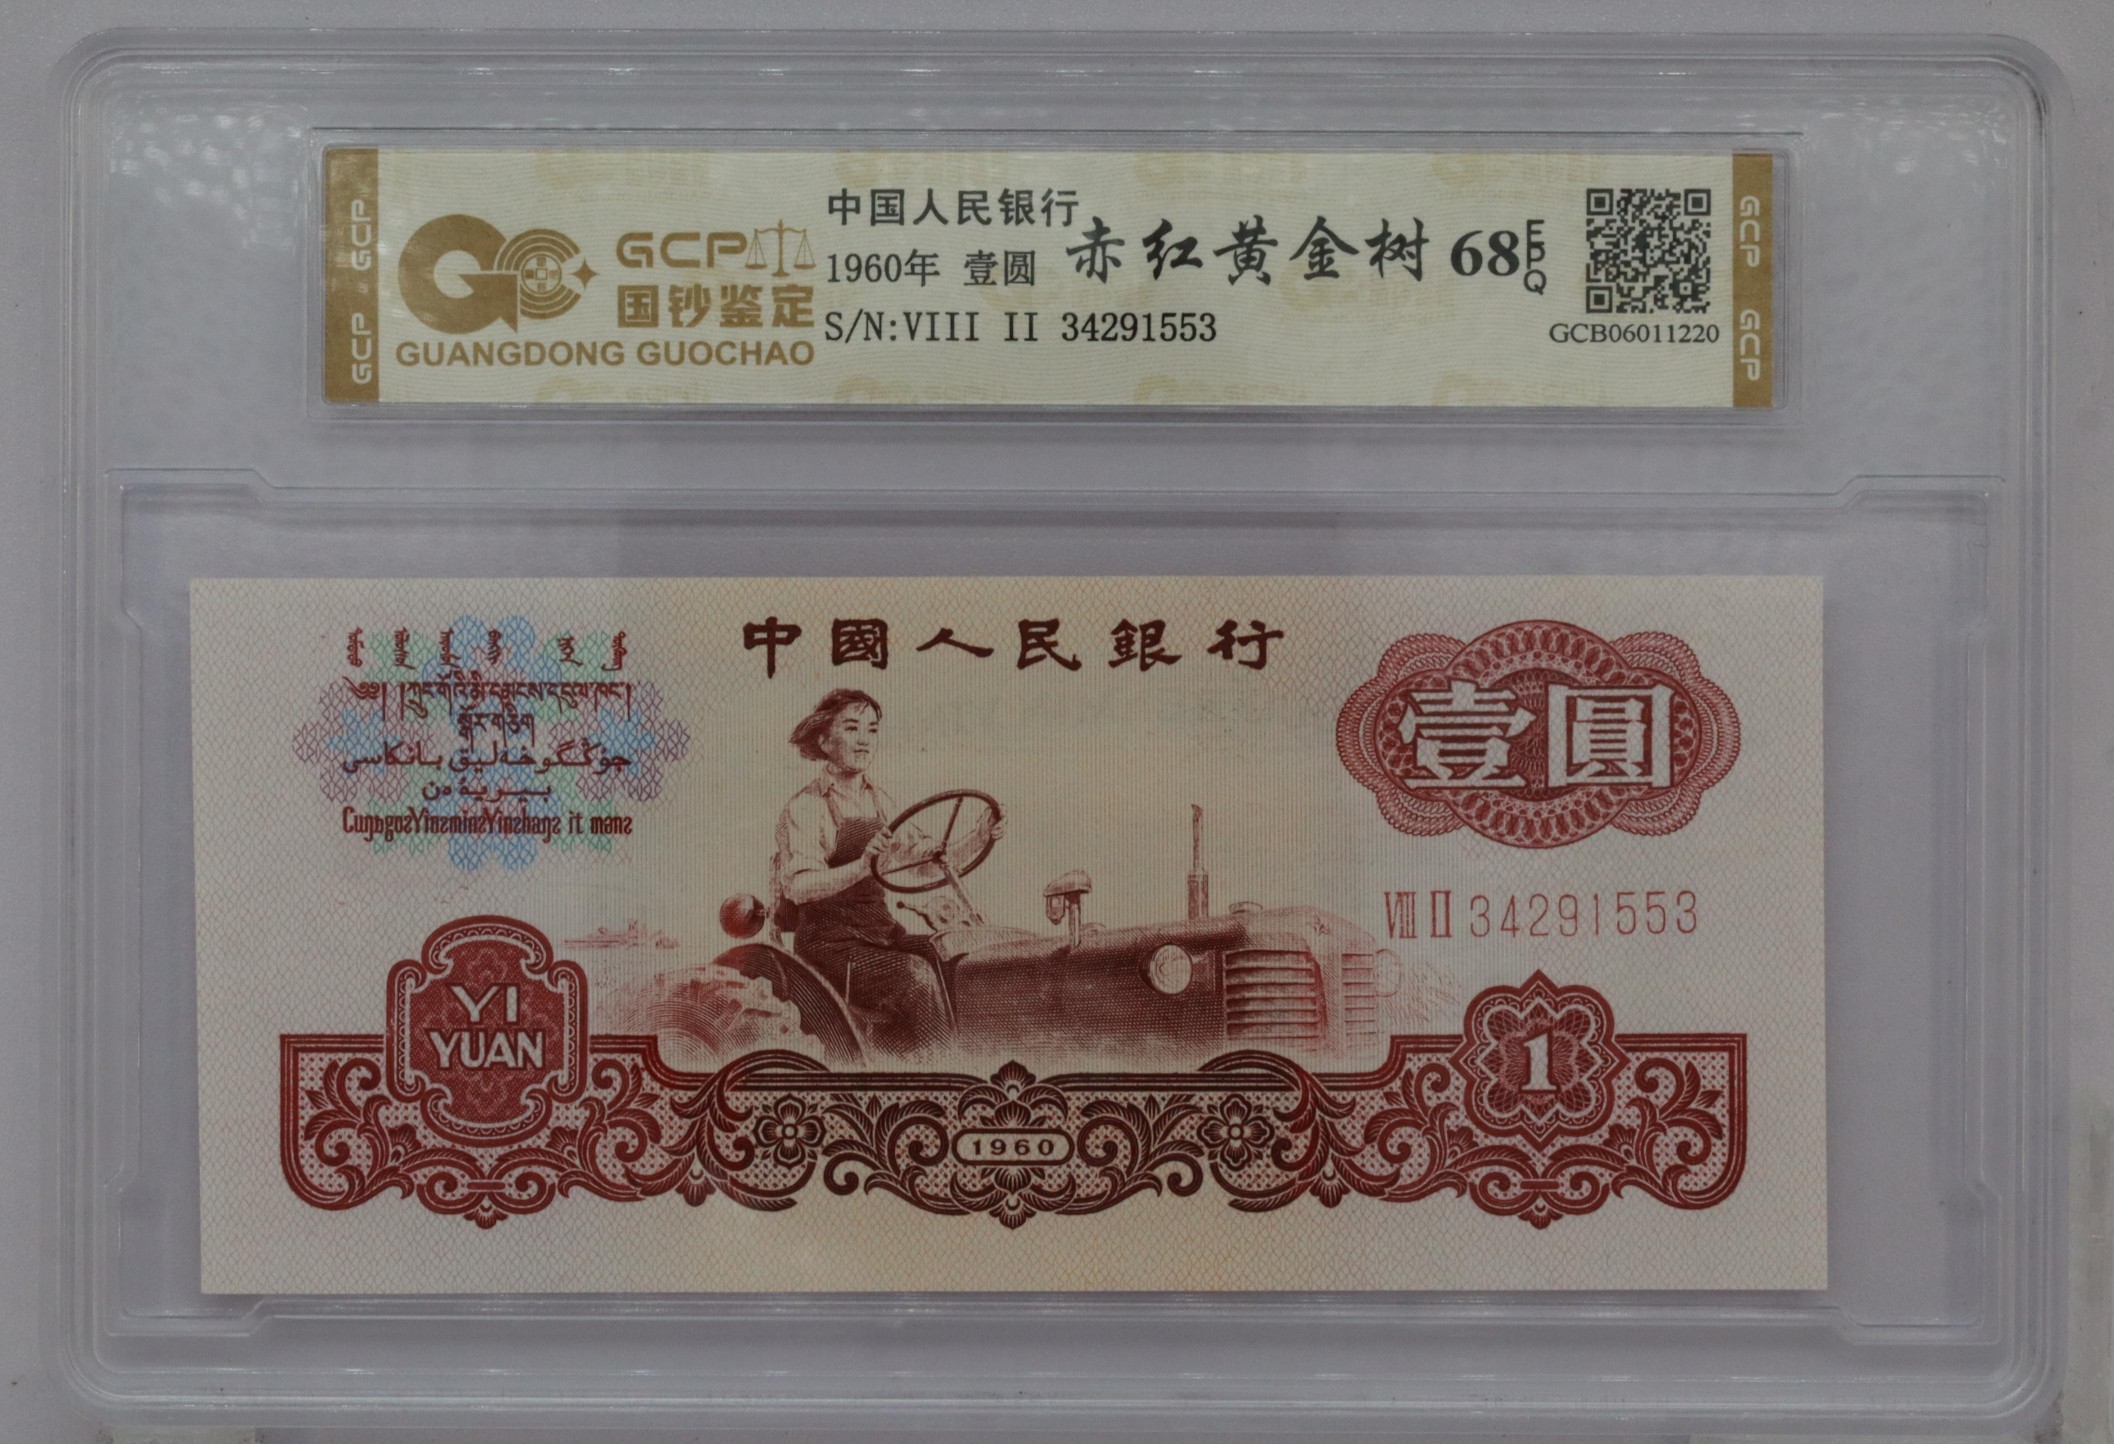 GCP GCP
GCP
国钞鉴定
GUANGDONG GUOCHAO
中国人民银行
1960年 壹圆
赤红黄金树 68 EPQ
S/N:VIII II 34291553
GCB06011220
GCP GCP
中國人民銀行
壹圓
VIII II 34291553
YI
YUAN
1
1960